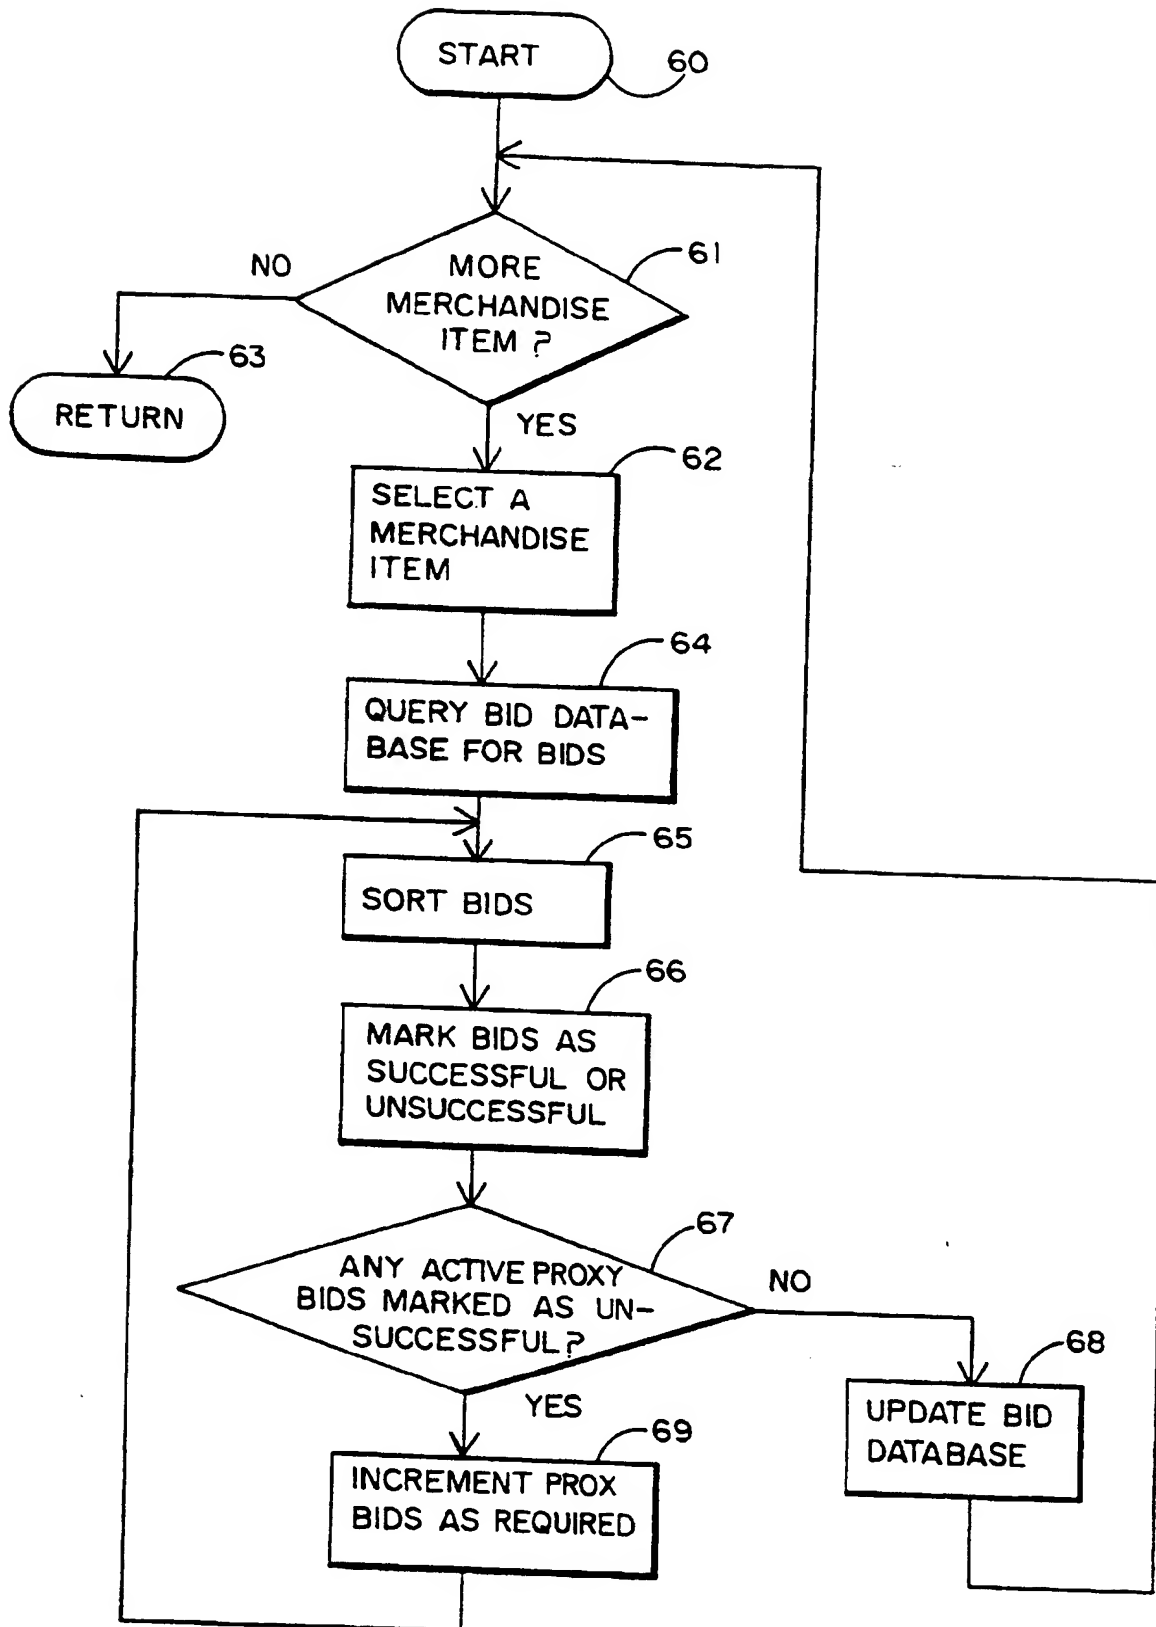 START
60
NO
MORE
MERCHANDISE
ITEM ?
61
63
RETURN
YES
62
SELECT A
MERCHANDISE
ITEM
64
QUERY BID DATA-
BASE FOR BIDS
65
SORT BIDS
66
MARK BIDS AS
SUCCESSFUL OR
UNSUCCESSFUL
67
ANY ACTIVE PROXY
BIDS MARKED AS UN-
SUCCESSFUL?
NO
68
UPDATE BID
DATABASE
YES
69
INCREMENT PROX
BIDS AS REQUIRED